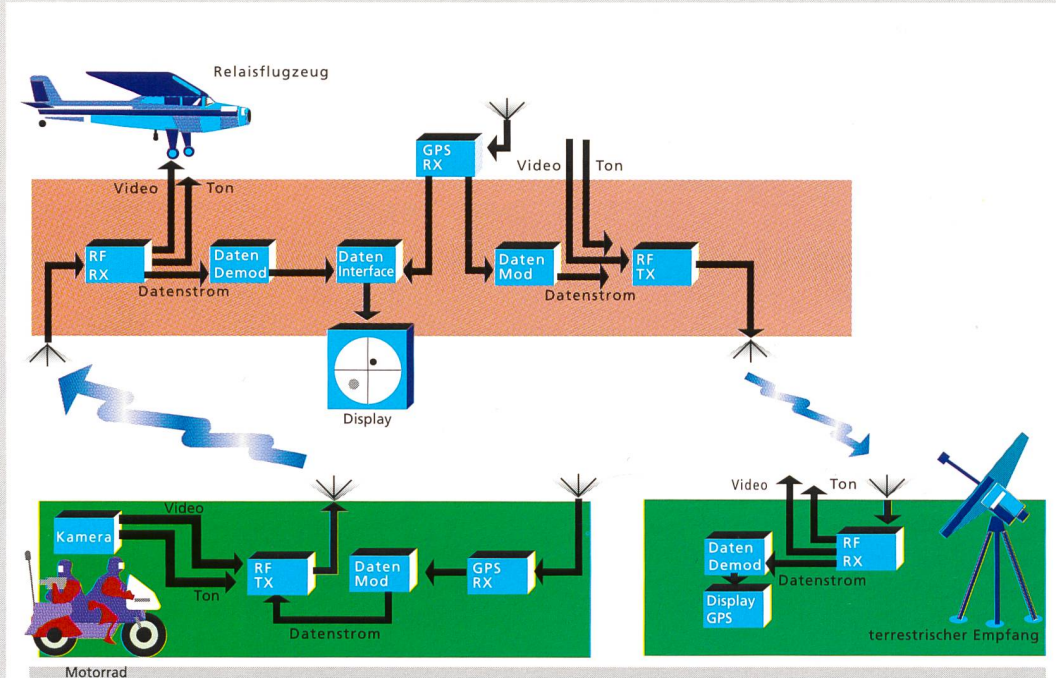 Relaisflugzeug
GPS
RX
Video
Ton
Video
Ton
RF
RX
Daten
Demod
Daten
Interface
Daten
Mod
RF
TX
Datenstrom
Datenstrom
Display
Video
Kamera
RF
TX
Daten
Mod
GPS
RX
Ton
Datenstrom
Motorrad
Video
Ton
RF
RX
Daten
Demod
Datenstrom
Display
GPS
terrestrischer Empfang